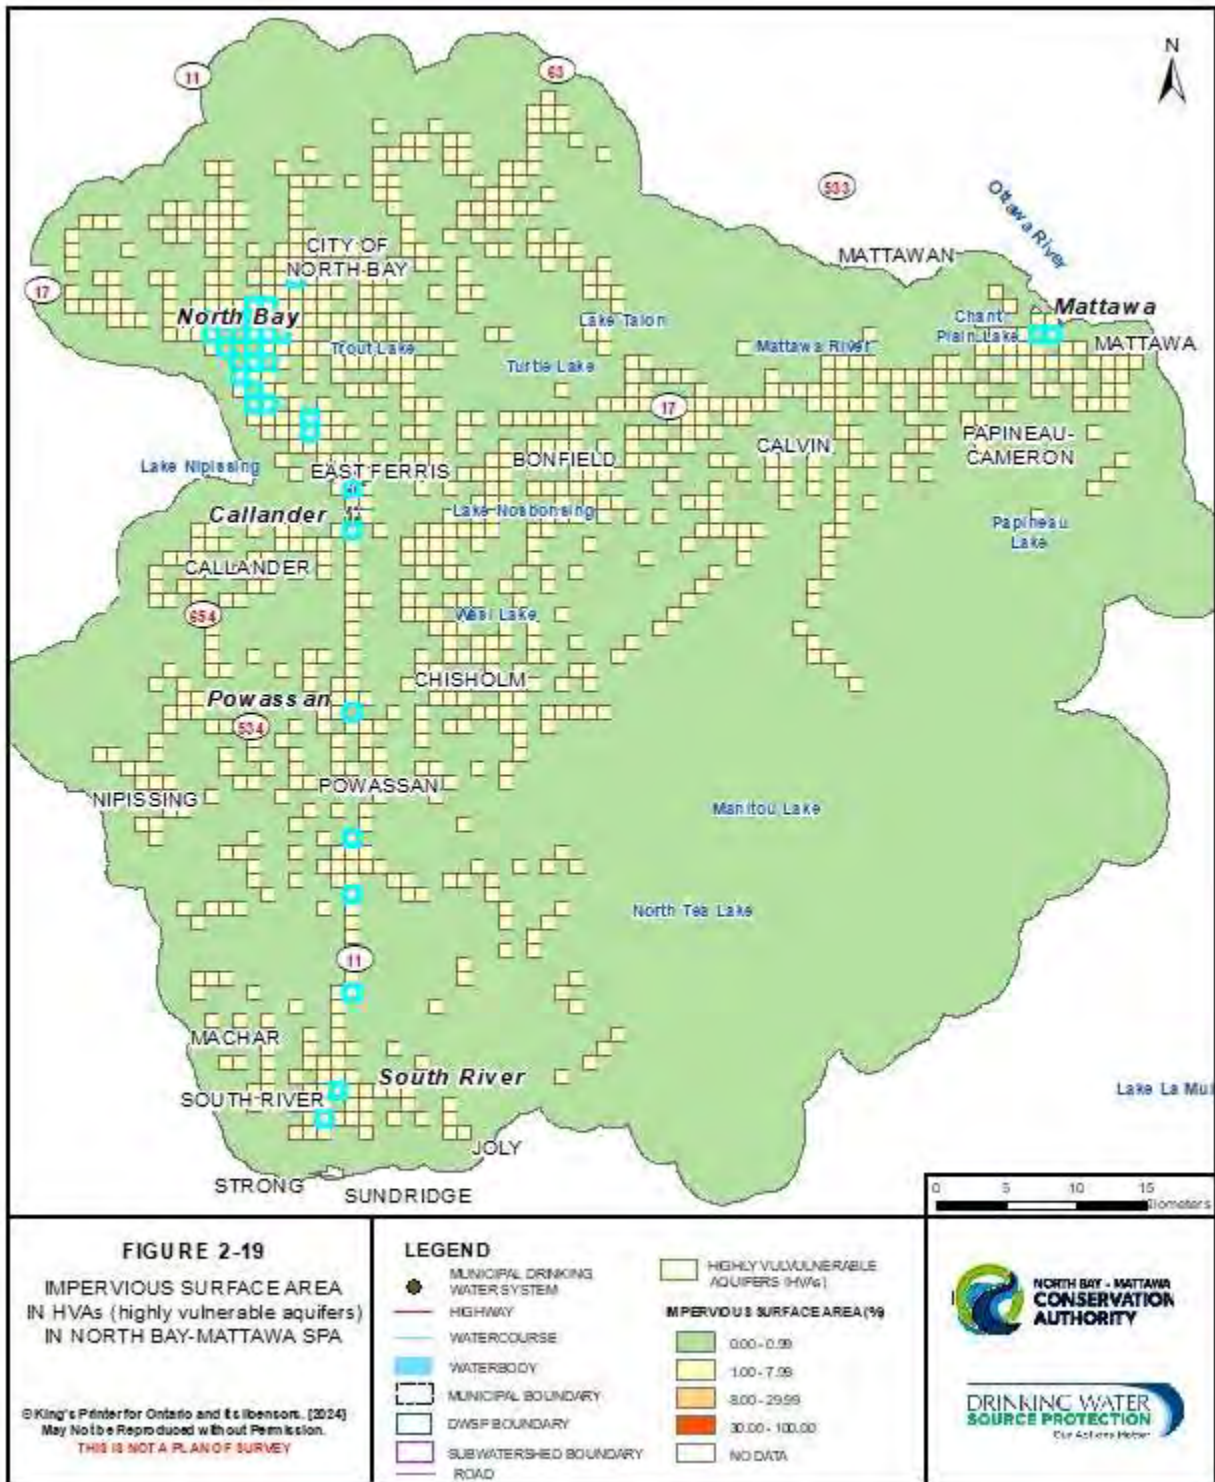 N
11
63
533
Ottawa River
MATTAWAN
CITY OF
NORTH BAY
17
Mattawa
North Bay
Lake Talon
Chant
Plain Lake
MATTAWA
Trout Lake
Mattawa River
Turtle Lake
17
CALVIN
PAPINEAU-
CAMERON
Lake Nipissing
EAST FERRIS
BONFIELD
Callander
Lake Nosbonsing
Papineau
Lake
CALLANDER
654
Wasi Lake
CHISHOLM
Powassan
534
POWASSAN
NIPISSING
Manitou Lake
North Tea Lake
11
MACHAR
South River
SOUTH RIVER
Lake La Mui
JOLY
STRONG
SUNDRIDGE
0 5 10 15
Kilometers
FIGURE 2-19
IMPERVIOUS SURFACE AREA
IN HVAs (highly vulnerable aquifers)
IN NORTH BAY-MATTAWA SPA
©King's Printer for Ontario and its licensors. [2024]
May Not be Reproduced without Permission.
THIS IS NOT A PLAN OF SURVEY
LEGEND
MUNICIPAL DRINKING
WATER SYSTEM
HIGHWAY
WATERCOURSE
WATERBODY
MUNICIPAL BOUNDARY
DWSP BOUNDARY
SUBWATERSHED BOUNDARY
ROAD
HIGHLY VULVULNERABLE
AQUIFERS (HVAs)
IMPERVIOUS SURFACE AREA (%)
0.00 - 0.99
1.00 - 7.99
8.00 - 29.99
30.00 - 100.00
NO DATA
NORTH BAY - MATTAWA
CONSERVATION
AUTHORITY
DRINKING WATER
SOURCE PROTECTION
Our Actions Matter